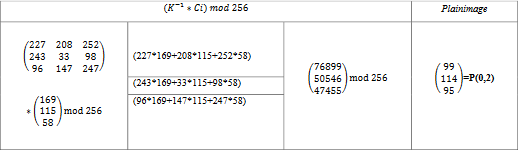 (K⁻¹ * Ci) mod 256
Plainimage
(227 208 252
243 33 98
96 147 247)
* (169
115
58) mod 256
(227*169+208*115+252*58)
(243*169+33*115+98*58)
(96*169+147*115+247*58)
(76899
50546
47455) mod 256
(99
114
95)=P(0,2)